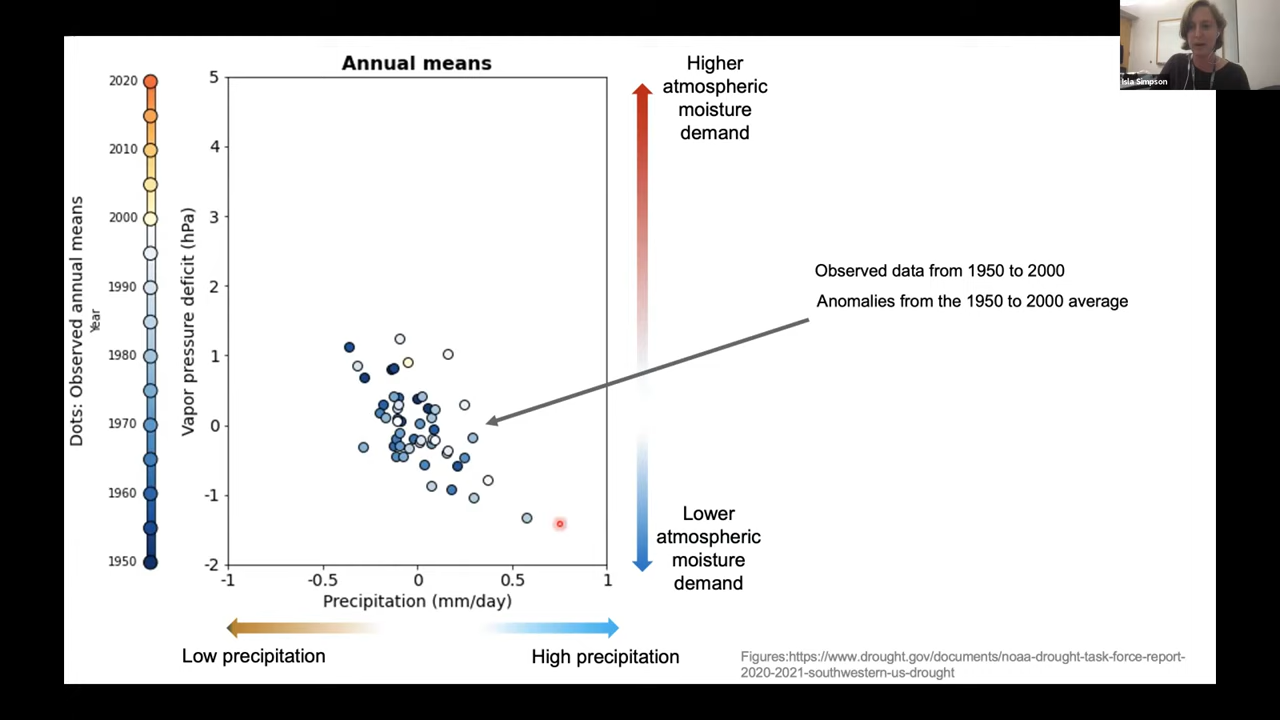 Isla Simpson
Annual means
Higher
atmospheric
moisture
demand
2020
2010
2000
1990
1980
1970
1960
1950
Dots: Observed annual means
Year
5
4
3
2
1
0
-1
-2
Vapor pressure deficit (hPa)
-1
-0.5
0
0.5
1
Precipitation (mm/day)
Observed data from 1950 to 2000
Anomalies from the 1950 to 2000 average
Lower
atmospheric
moisture
demand
Low precipitation
High precipitation
Figures:https://www.drought.gov/documents/noaa-drought-task-force-report-
2020-2021-southwestern-us-drought